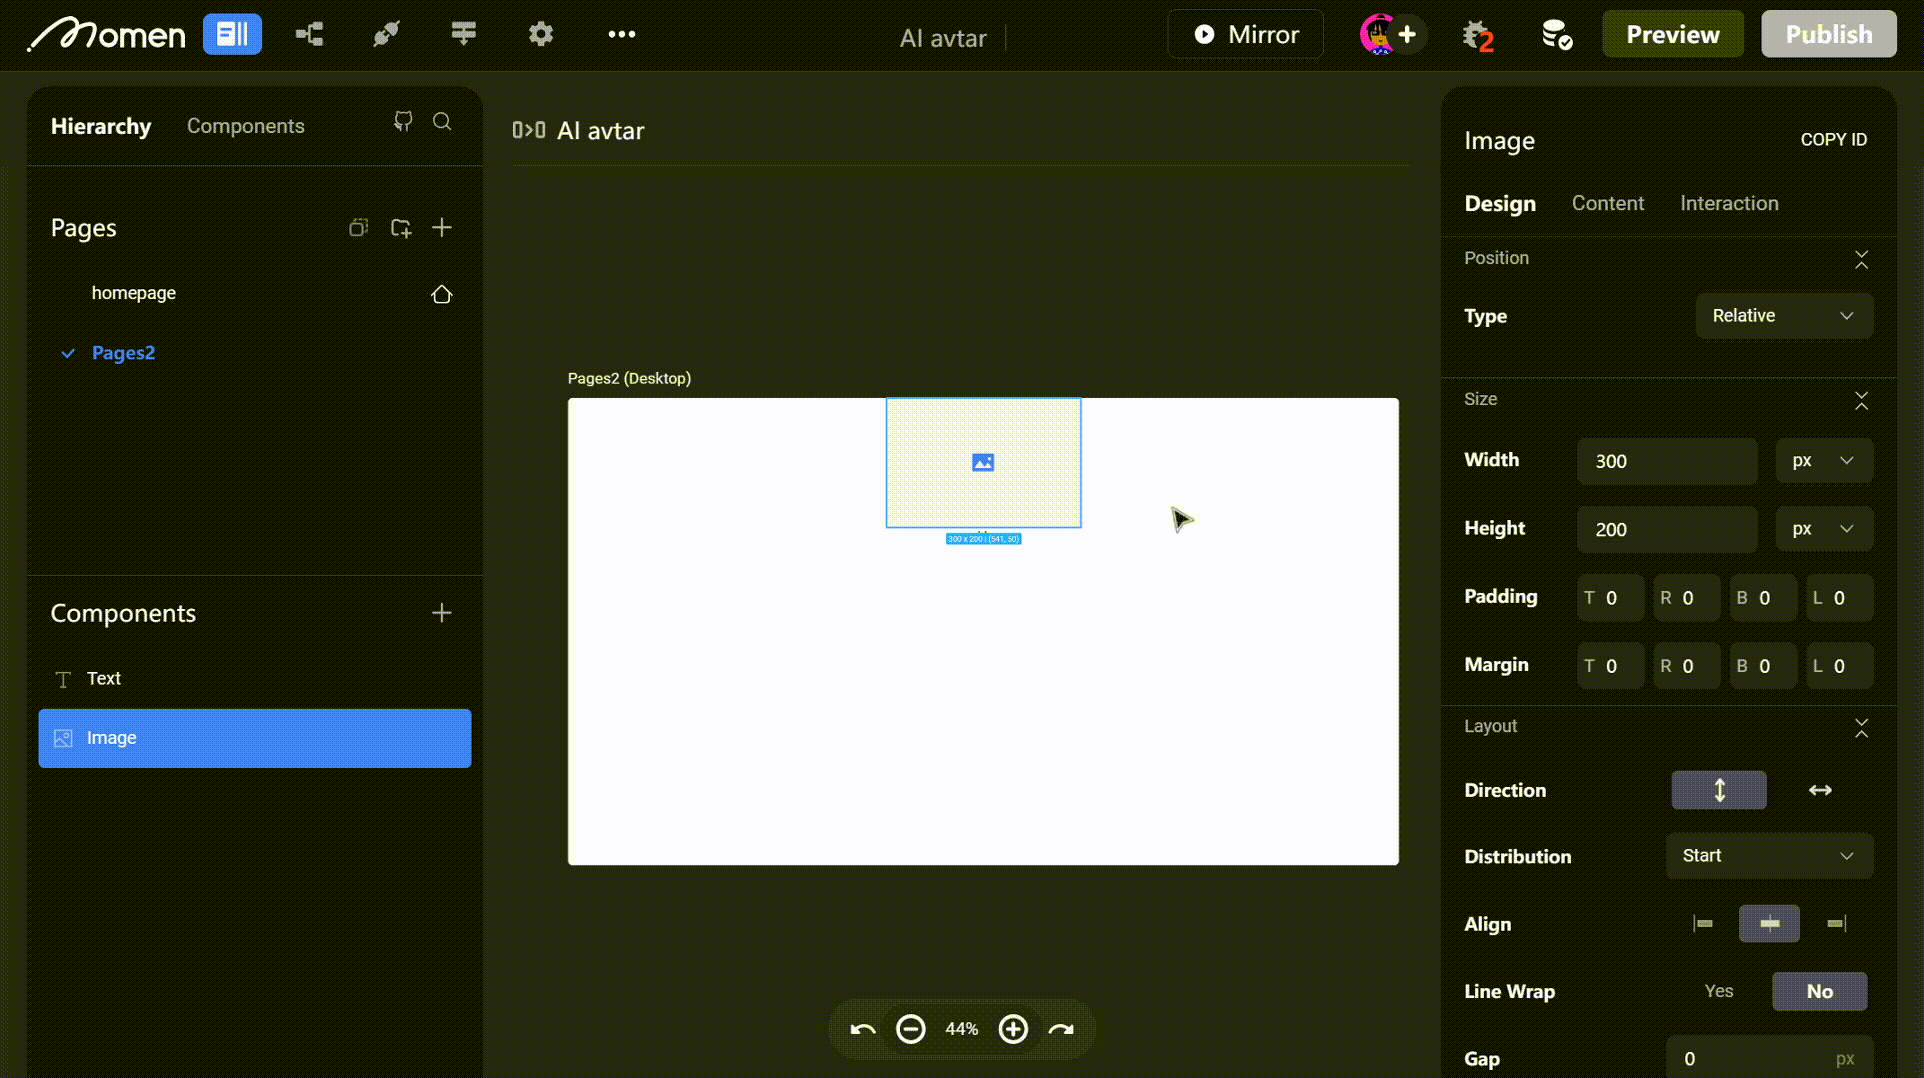 Momen
AI avtar
Mirror
2
Preview
Publish
Hierarchy
Components
AI avtar
Image
COPY ID
Design
Content
Interaction
Pages
homepage
Pages2
Position
Type
Relative
Pages2 (Desktop)
Size
Width
300
px
Height
200
px
300 x 200 | (541, 50)
Padding
T 0
R 0
B 0
L 0
Components
Margin
T 0
R 0
B 0
L 0
Text
Image
Layout
Direction
Distribution
Start
Align
Line Wrap
Yes
No
44%
Gap
0
px